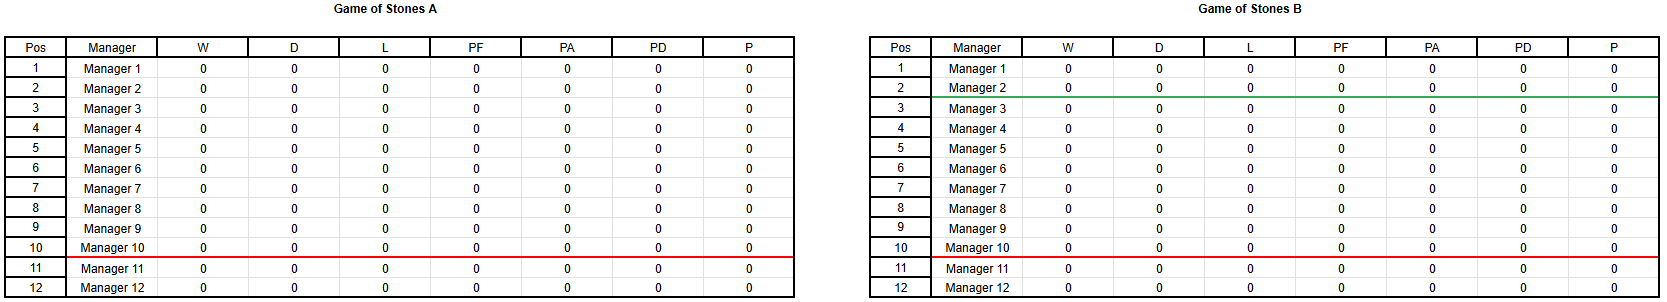 Game of Stones A
Pos Manager W D L PF PA PD P
1 Manager 1 0 0 0 0 0 0 0
2 Manager 2 0 0 0 0 0 0 0
3 Manager 3 0 0 0 0 0 0 0
4 Manager 4 0 0 0 0 0 0 0
5 Manager 5 0 0 0 0 0 0 0
6 Manager 6 0 0 0 0 0 0 0
7 Manager 7 0 0 0 0 0 0 0
8 Manager 8 0 0 0 0 0 0 0
9 Manager 9 0 0 0 0 0 0 0
10 Manager 10 0 0 0 0 0 0 0
11 Manager 11 0 0 0 0 0 0 0
12 Manager 12 0 0 0 0 0 0 0
Game of Stones B
Pos Manager W D L PF PA PD P
1 Manager 1 0 0 0 0 0 0 0
2 Manager 2 0 0 0 0 0 0 0
3 Manager 3 0 0 0 0 0 0 0
4 Manager 4 0 0 0 0 0 0 0
5 Manager 5 0 0 0 0 0 0 0
6 Manager 6 0 0 0 0 0 0 0
7 Manager 7 0 0 0 0 0 0 0
8 Manager 8 0 0 0 0 0 0 0
9 Manager 9 0 0 0 0 0 0 0
10 Manager 10 0 0 0 0 0 0 0
11 Manager 11 0 0 0 0 0 0 0
12 Manager 12 0 0 0 0 0 0 0